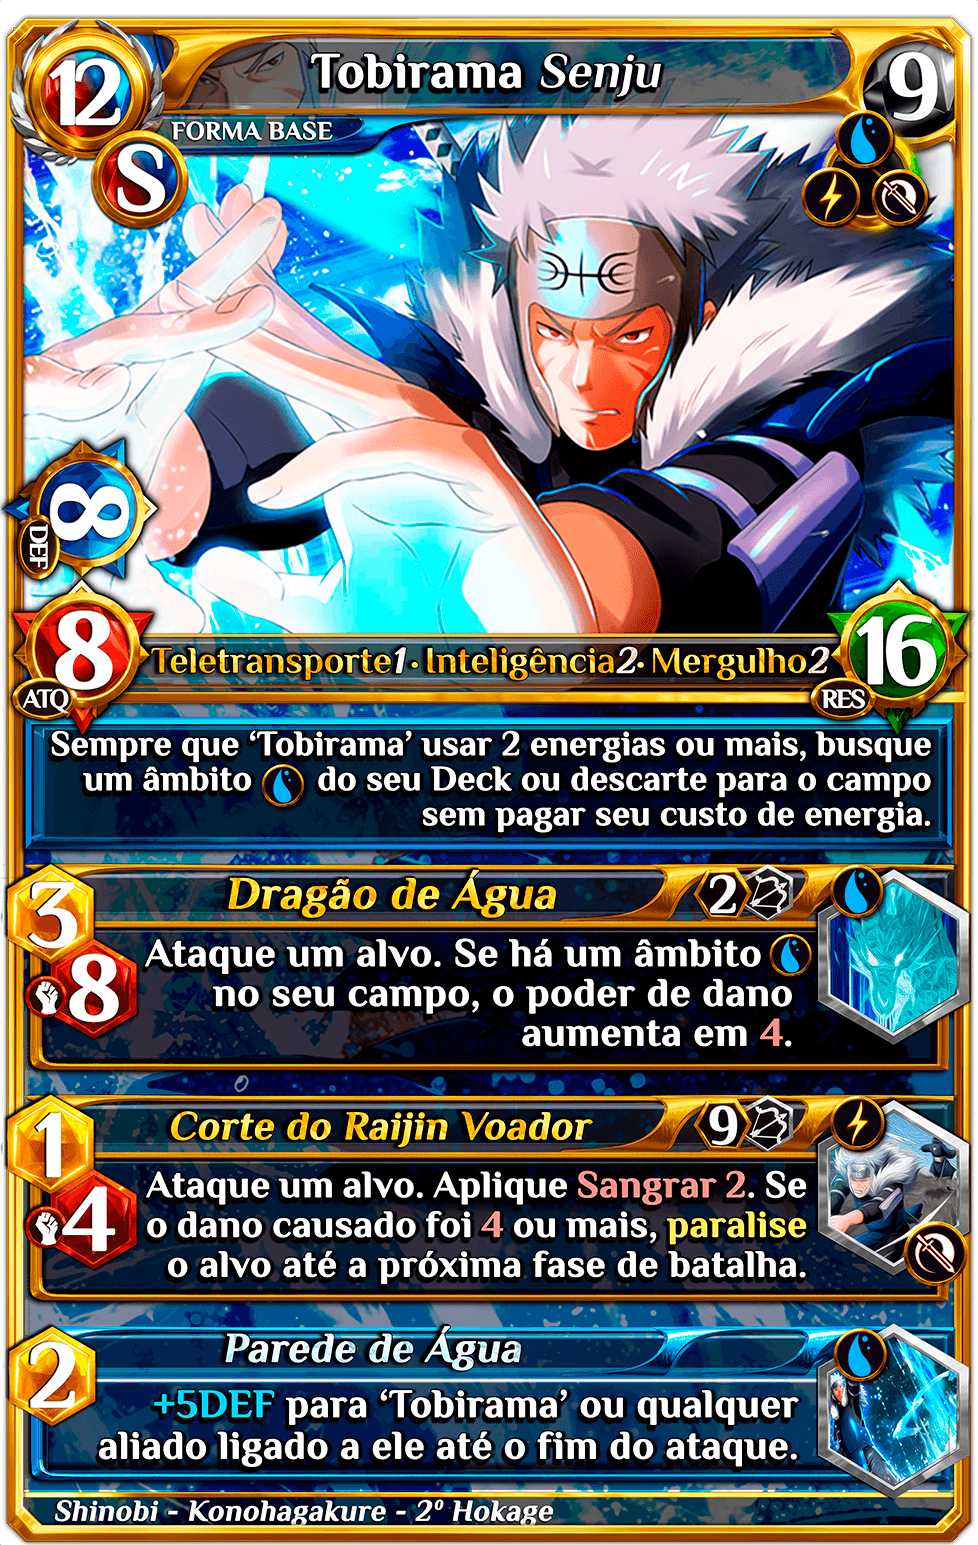 12
Tobirama Senju
9
FORMA BASE
S
8
DEF
8
ATQ
Teletransporte1 · Inteligência2 · Mergulho2
16
RES
Sempre que ‘Tobirama’ usar 2 energias ou mais, busque
um âmbito do seu Deck ou descarte para o campo
sem pagar seu custo de energia.
3
Dragão de Água
2
8
Ataque um alvo. Se há um âmbito
no seu campo, o poder de dano
aumenta em 4.
1
Corte do Raijin Voador
9
4
Ataque um alvo. Aplique Sangrar 2. Se
o dano causado foi 4 ou mais, paralise
o alvo até a próxima fase de batalha.
2
Parede de Água
+5DEF para ‘Tobirama’ ou qualquer
aliado ligado a ele até o fim do ataque.
Shinobi - Konohagakure - 2º Hokage